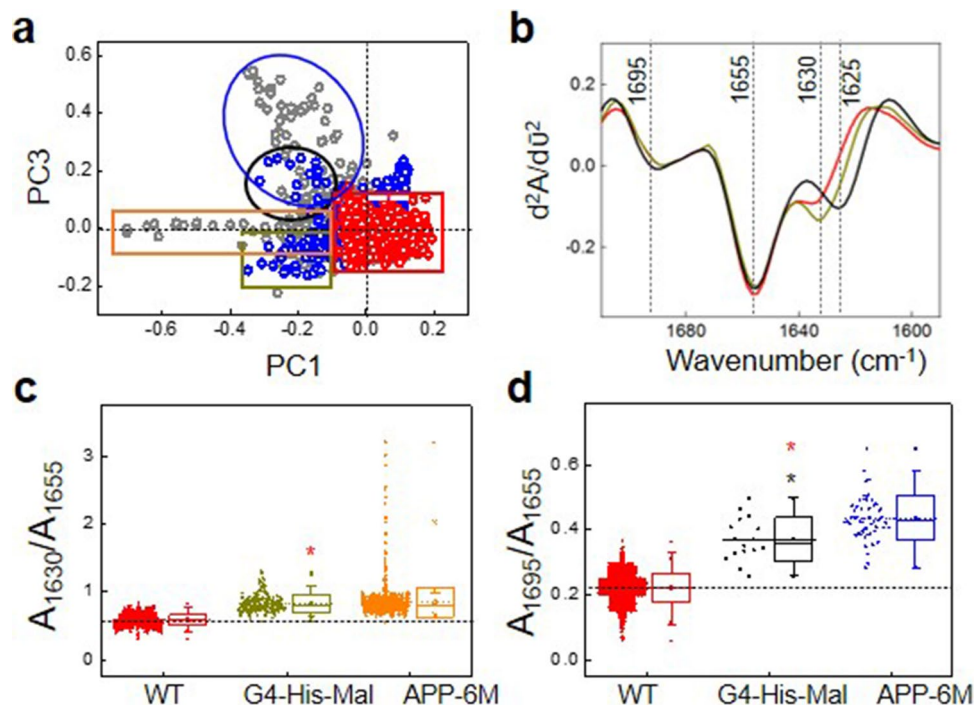 a
0.6
0.4
0.2
0.0
-0.2
PC3
-0.6 -0.4 -0.2 0.0 0.2
PC1
b
0.2
0.0
-0.2
d²A/dū²
1695
1655
1630
1625
1680 1640 1600
Wavenumber (cm⁻¹)
c
3
2
1
0
A1630/A1655
WT G4-His-Mal APP-6M
*
d
0.6
0.4
0.2
0.0
A1695/A1655
*
*
WT G4-His-Mal APP-6M